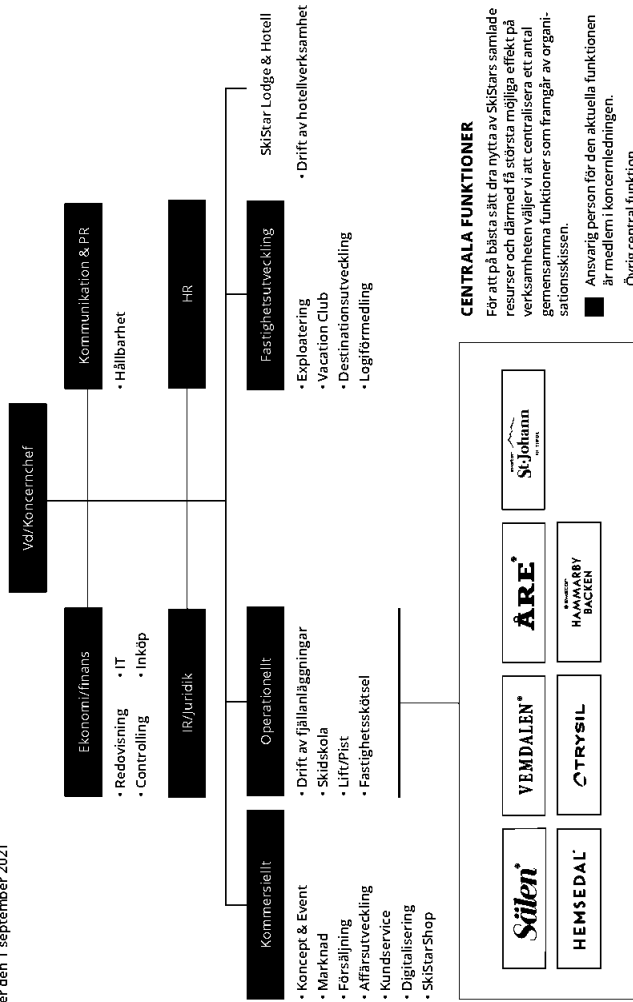 er den 1 september 2021
Vd/Koncernchef
Ekonomi/finans
• Redovisning
• IT
• Controlling
• Inköp
Kommunikation & PR
• Hållbarhet
IR/Juridik
HR
Kommersiellt
• Koncept & Event
• Marknad
• Försäljning
• Affärsutveckling
• Kundservice
• Digitalisering
• SkiStarShop
Operationellt
• Drift av fjällanläggningar
• Skidskola
• Lift/Pist
• Fastighetsskötsel
Fastighetsutveckling
• Exploatering
• Vacation Club
• Destinationsutveckling
• Logiförmedling
SkiStar Lodge & Hotell
• Drift av hotellverksamhet
Sälen
VEMDALEN
ÅRE
St·Johann
HEMSEDAL
TRYSIL
HAMMARBY
BACKEN
CENTRALA FUNKTIONER
För att på bästa sätt dra nytta av SkiStars samlade
resurser och därmed få största möjliga effekt på
verksamheten väljer vi att centralisera ett antal
gemensamma funktioner som framgår av organi-
sationsskissen.
Ansvarig person för den aktuella funktionen
är medlem i koncernledningen.
Övrig central funktion